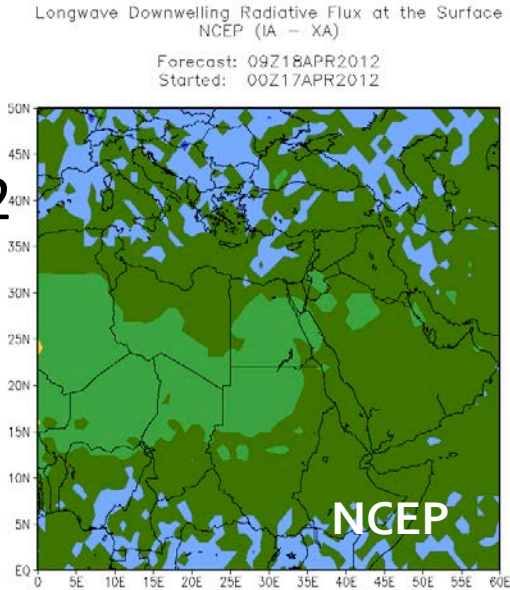 Longwave Downwelling Radiative Flux at the Surface
NCEP (IA – XA)
Forecast: 09Z18APR2012
Started: 00Z17APR2012
50N
45N
2
40N
35N
30N
25N
20N
15N
10N
5N
EQ
NCEP
0 5E 10E 15E 20E 25E 30E 35E 40E 45E 50E 55E 60E